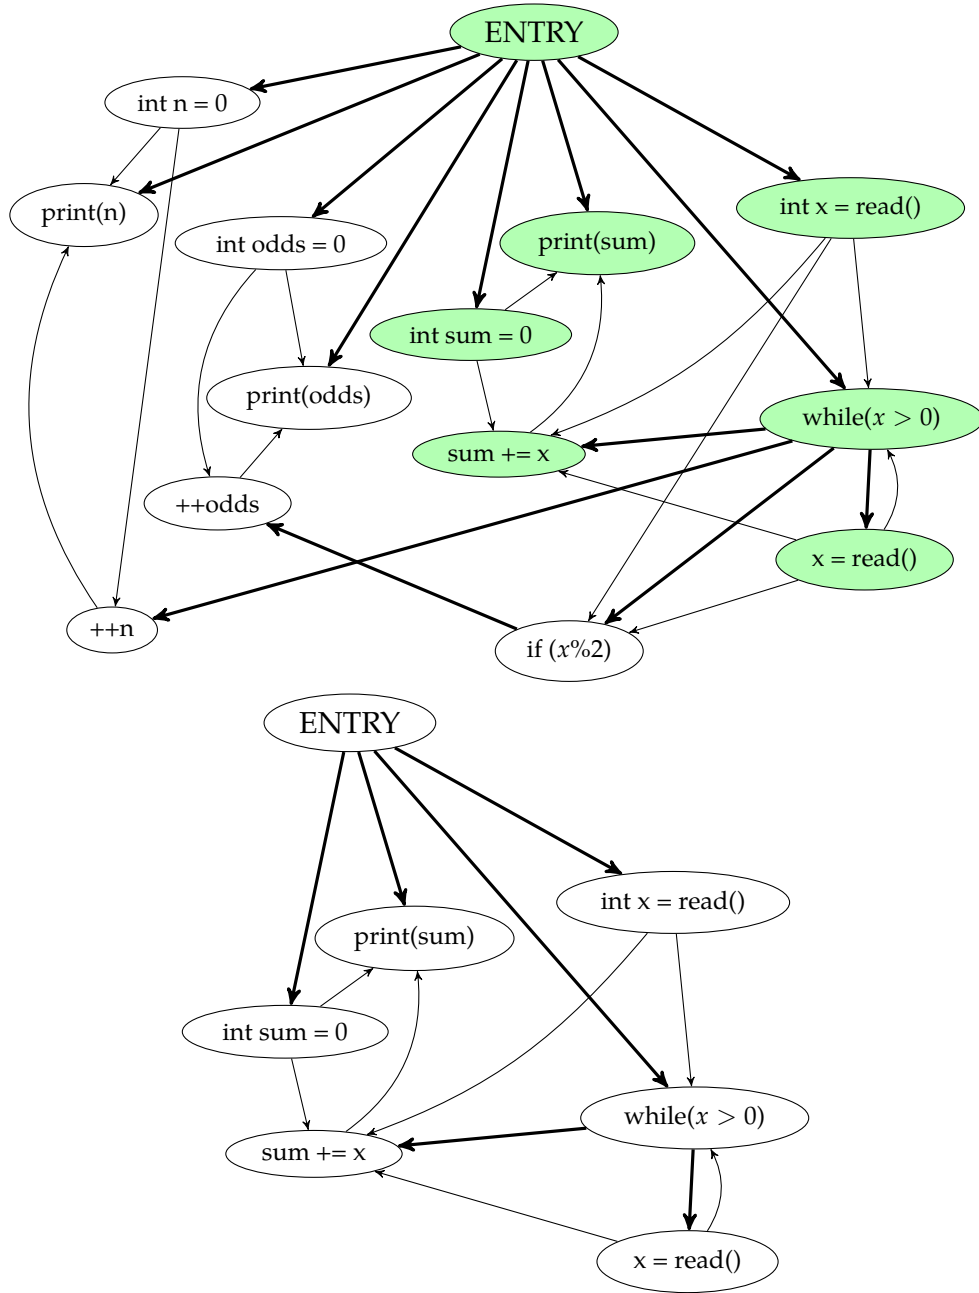 ENTRY
int n = 0
print(n)
int odds = 0
print(sum)
int x = read()
int sum = 0
print(odds)
while(x > 0)
sum += x
++odds
x = read()
++n
if (x%2)
ENTRY
int x = read()
print(sum)
int sum = 0
while(x > 0)
sum += x
x = read()